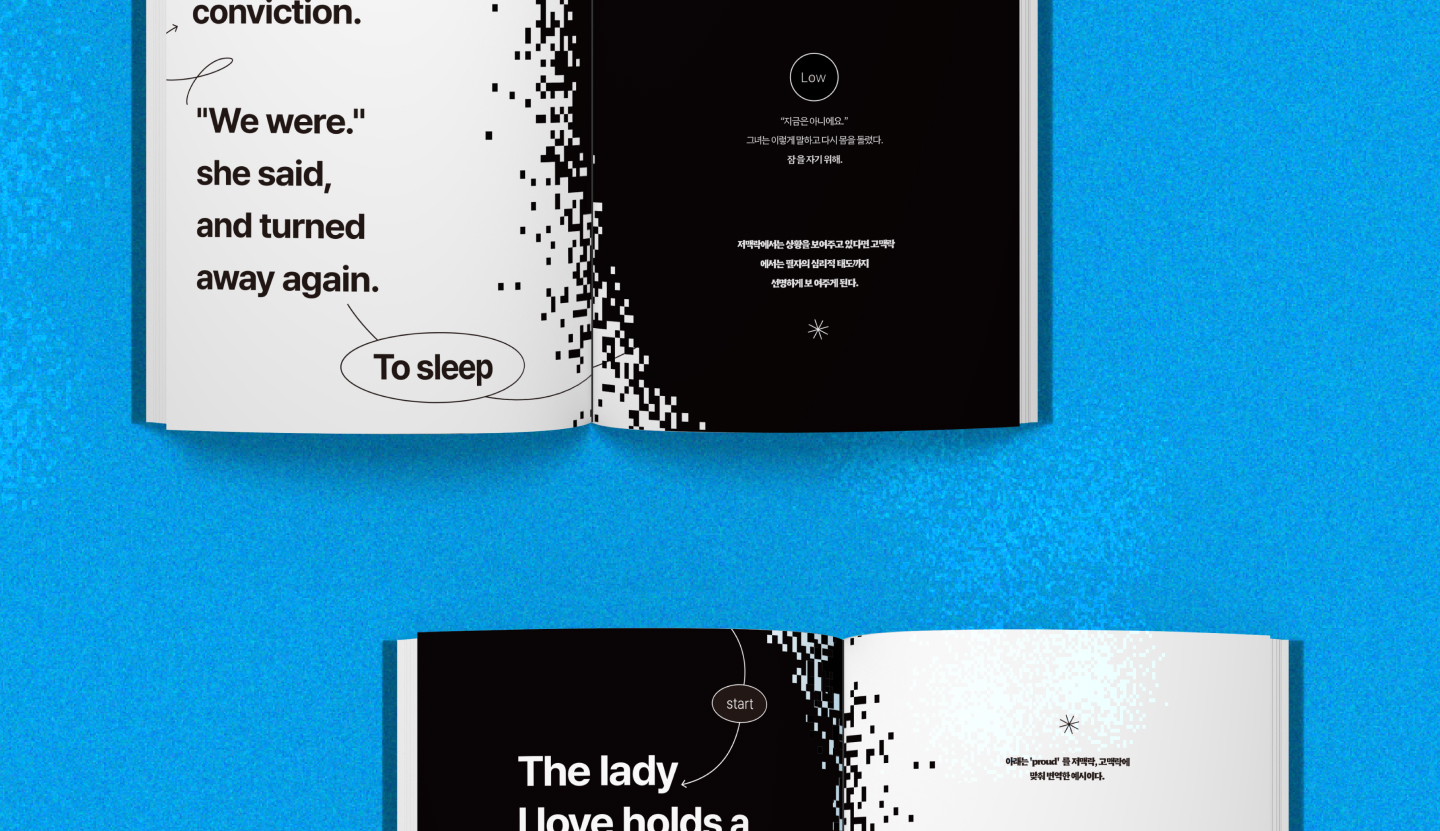 conviction.
"We were."
she said,
and turned
away again.
To sleep
Low
“지금은 아니에요.”
그녀는 이렇게 말하고 다시 몸을 돌렸다.
잠 을 자기 위해.
저맥락에서는 상황을 보여주고 있다면 고맥락
에서는 필자의 심리적 태도까지
선명하게 보 여주게 된다.
start
The lady
I love holds a
아래는 'proud' 를 저맥락, 고맥락에
맞춰 번역한 예시이다.